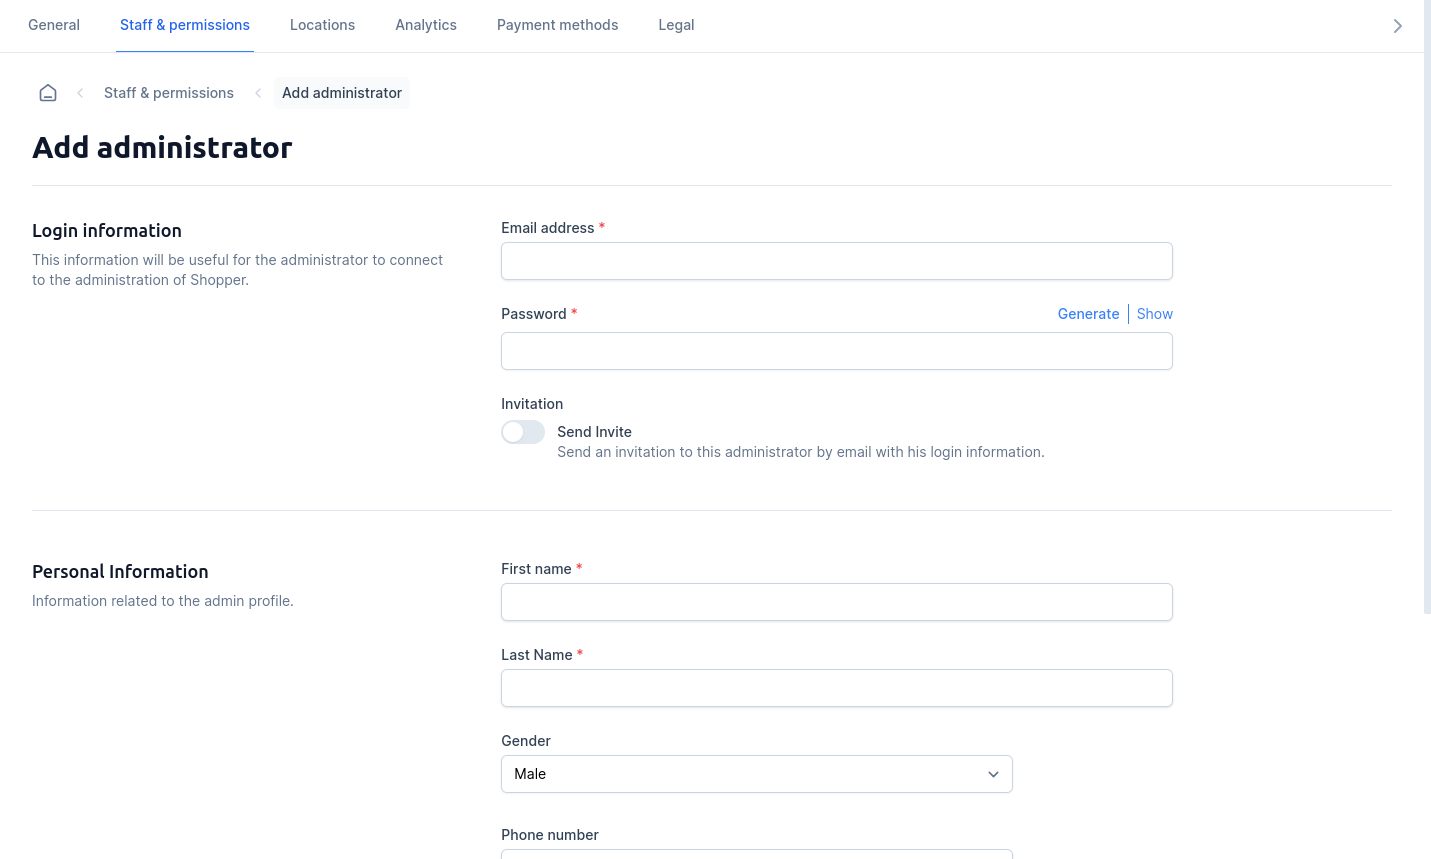 General Staff & permissions Locations Analytics Payment methods Legal
Staff & permissions Add administrator
Add administrator
Login information
This information will be useful for the administrator to connect
to the administration of Shopper.
Email address *
Password * Generate Show
Invitation
Send Invite
Send an invitation to this administrator by email with his login information.
Personal Information
Information related to the admin profile.
First name *
Last Name *
Gender
Male
Phone number